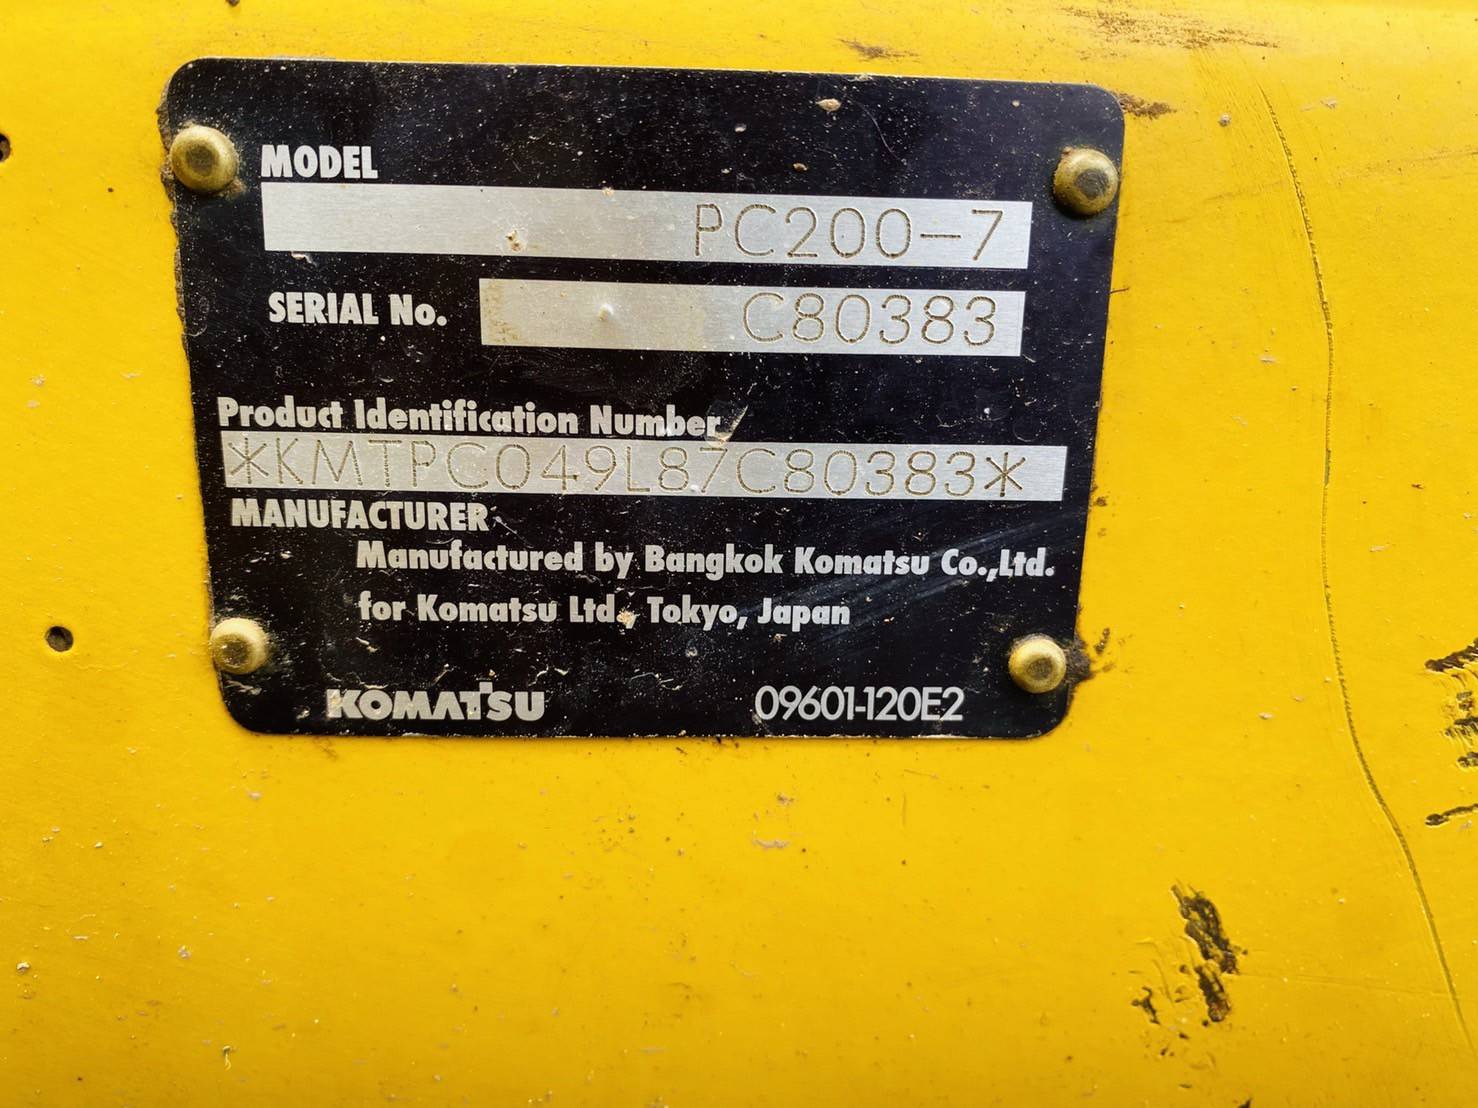 MODEL
PC200-7
SERIAL No. C80383
Product Identification Number
*KMTPC049L87C80383*
MANUFACTURER
Manufactured by Bangkok Komatsu Co.,Ltd.
for Komatsu Ltd., Tokyo, Japan
KOMATSU 09601-120E2